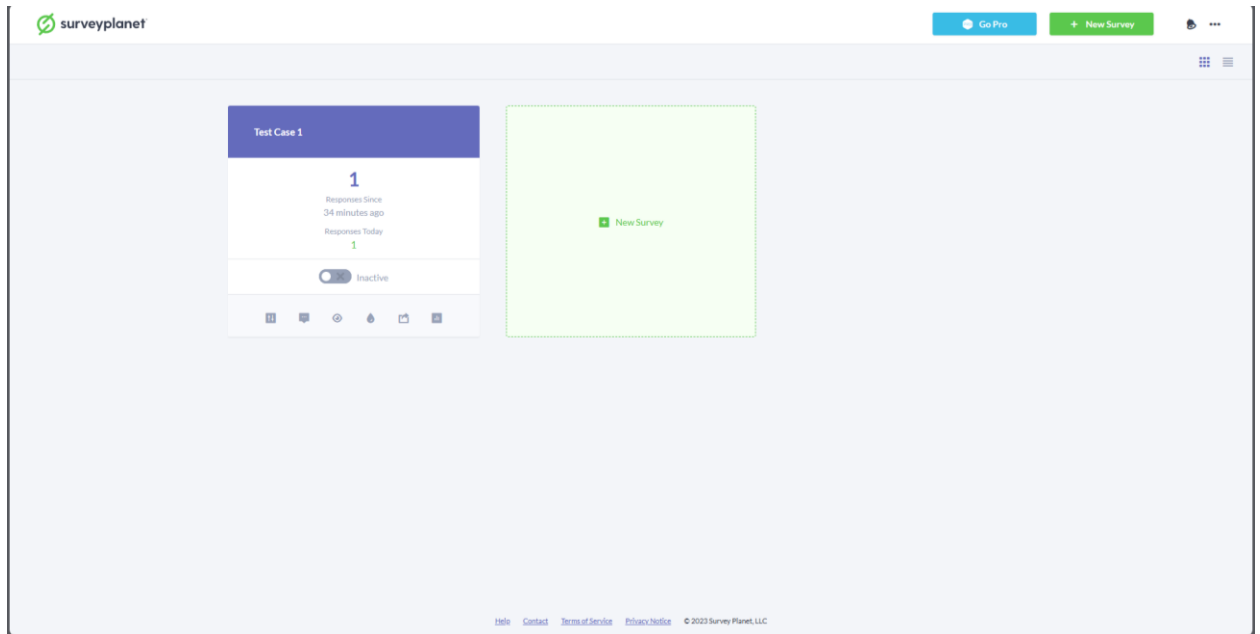 surveyplanet
Go Pro
+ New Survey
Test Case 1
1
Responses Since
34 minutes ago
Responses Today
1
Inactive
New Survey
Help Contact Terms of Service Privacy Notice © 2023 Survey Planet, LLC